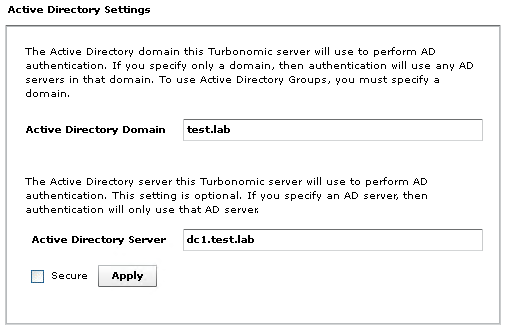 Active Directory Settings
The Active Directory domain this Turbonomic server will use to perform AD
authentication. If you specify only a domain, then authentication will use any AD
servers in that domain. To use Active Directory Groups, you must specify a
domain.
Active Directory Domain test.lab
The Active Directory server this Turbonomic server will use to perform AD
authentication. This setting is optional. If you specify an AD server, then
authentication will only use that AD server.
Active Directory Server dc1.test.lab
Secure Apply